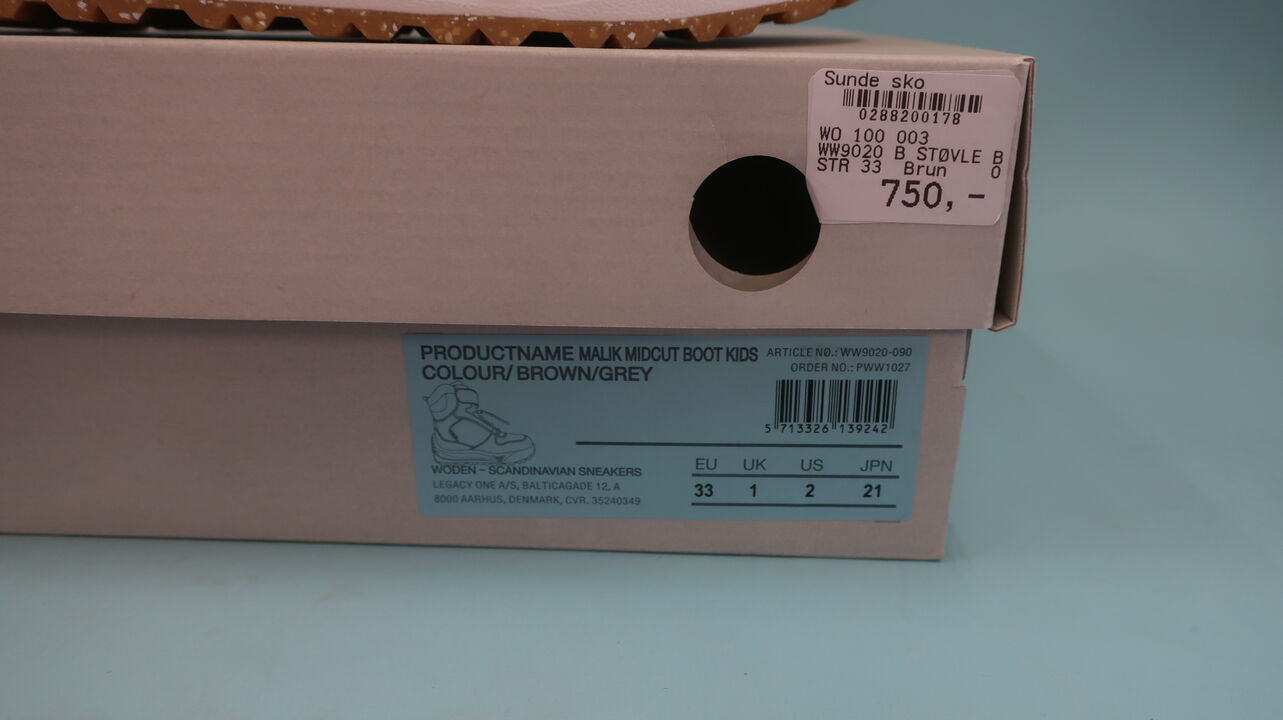 Sunde sko
0288200178
WO 100 003
WW9020 B STØVLE B
STR 33 Brun 0
750,-
PRODUCTNAME MALIK MIDCUT BOOT KIDS
COLOUR/ BROWN/GREY
ARTICLE NØ.: WW9020-090
ORDER NO.: PWW1027
5 713326 139242
WODEN – SCANDINAVIAN SNEAKERS
LEGACY ONE A/S, BALTICAGADE 12, A
8000 AARHUS, DENMARK, CVR. 35240349
EU UK US JPN
33 1 2 21